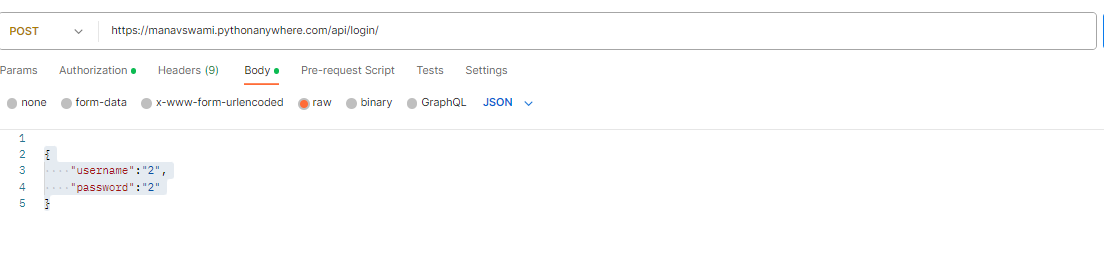 POST https://manavswami.pythonanywhere.com/api/login/
Params Authorization Headers (9) Body Pre-request Script Tests Settings
none form-data x-www-form-urlencoded raw binary GraphQL JSON
1
2 {
3 "username":"2",
4 "password":"2"
5 }